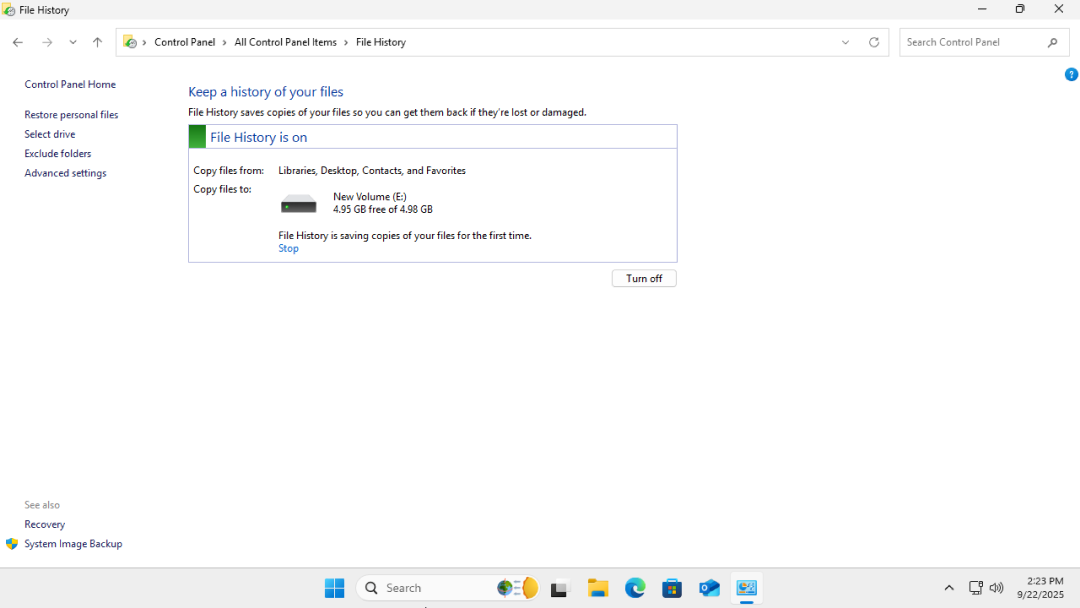 File History
Control Panel > All Control Panel Items > File History
Search Control Panel
Control Panel Home
Restore personal files
Select drive
Exclude folders
Advanced settings
Keep a history of your files
File History saves copies of your files so you can get them back if they're lost or damaged.
File History is on
Copy files from: Libraries, Desktop, Contacts, and Favorites
Copy files to:
New Volume (E:)
4.95 GB free of 4.98 GB
File History is saving copies of your files for the first time.
Stop
Turn off
See also
Recovery
System Image Backup
Search
2:23 PM
9/22/2025